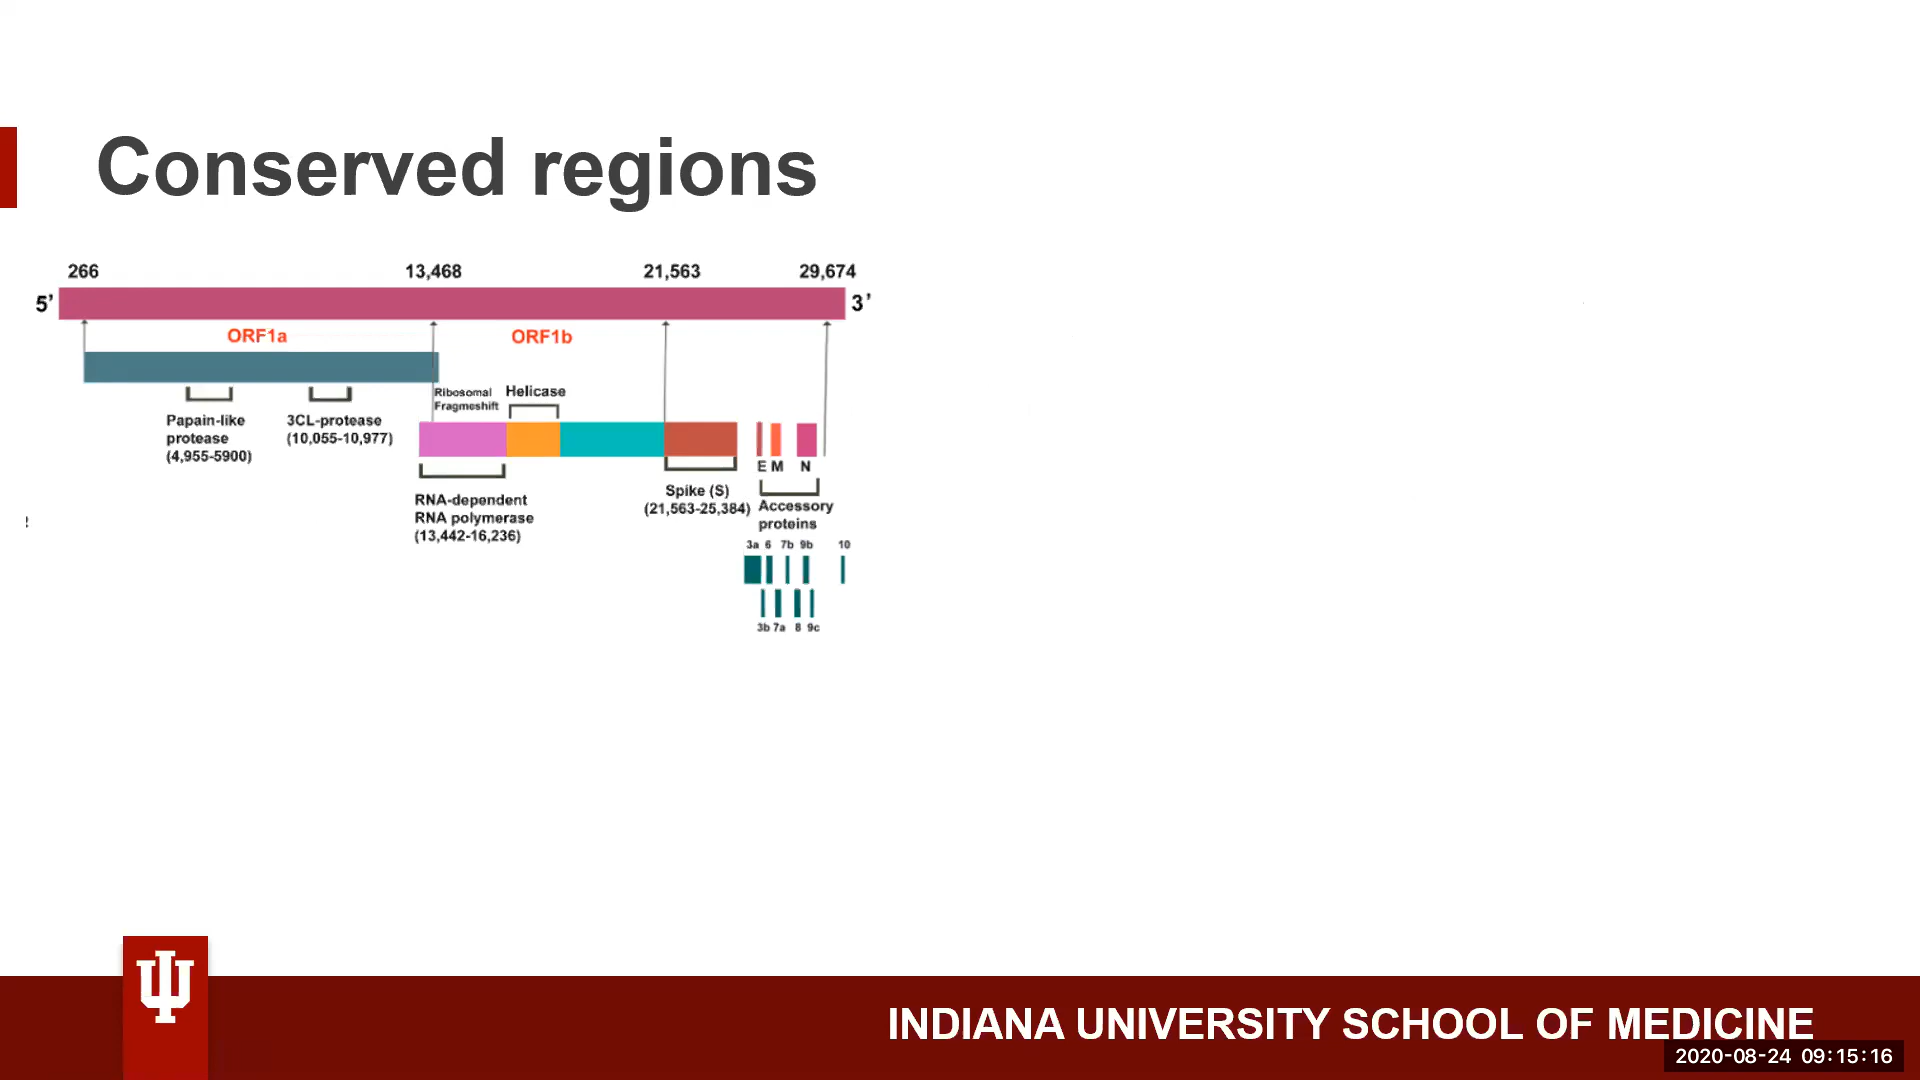 Conserved regions
266 13,468 21,563 29,674
5’ 3’
ORF1a ORF1b
Ribosomal
Fragmeshift
Helicase
Papain-like
protease
(4,955-5900)
3CL-protease
(10,055-10,977)
E M N
RNA-dependent
RNA polymerase
(13,442-16,236)
Spike (S)
(21,563-25,384)
Accessory
proteins
3a 6 7b 9b 10
3b 7a 8 9c
INDIANA UNIVERSITY SCHOOL OF MEDICINE
2020-08-24 09:15:16